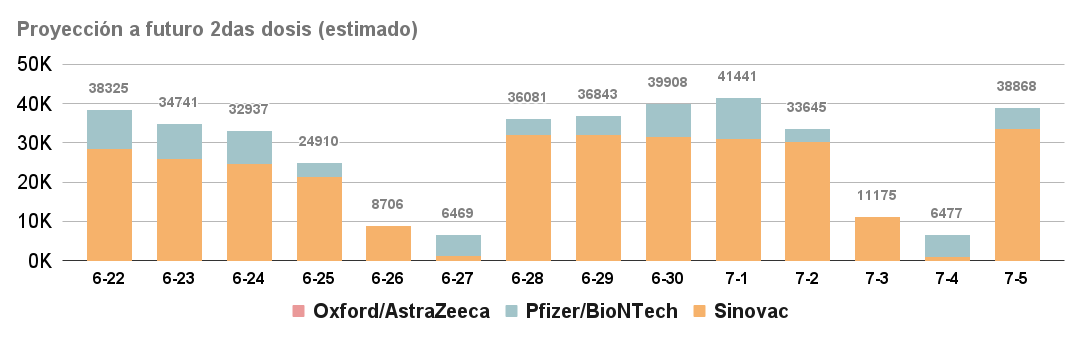 Proyección a futuro 2das dosis (estimado)
50K
40K
30K
20K
10K
0K
38325
34741
32937
24910
8706
6469
36081
36843
39908
41441
33645
11175
6477
38868
6-22 6-23 6-24 6-25 6-26 6-27 6-28 6-29 6-30 7-1 7-2 7-3 7-4 7-5
Oxford/AstraZeeca Pfizer/BioNTech Sinovac